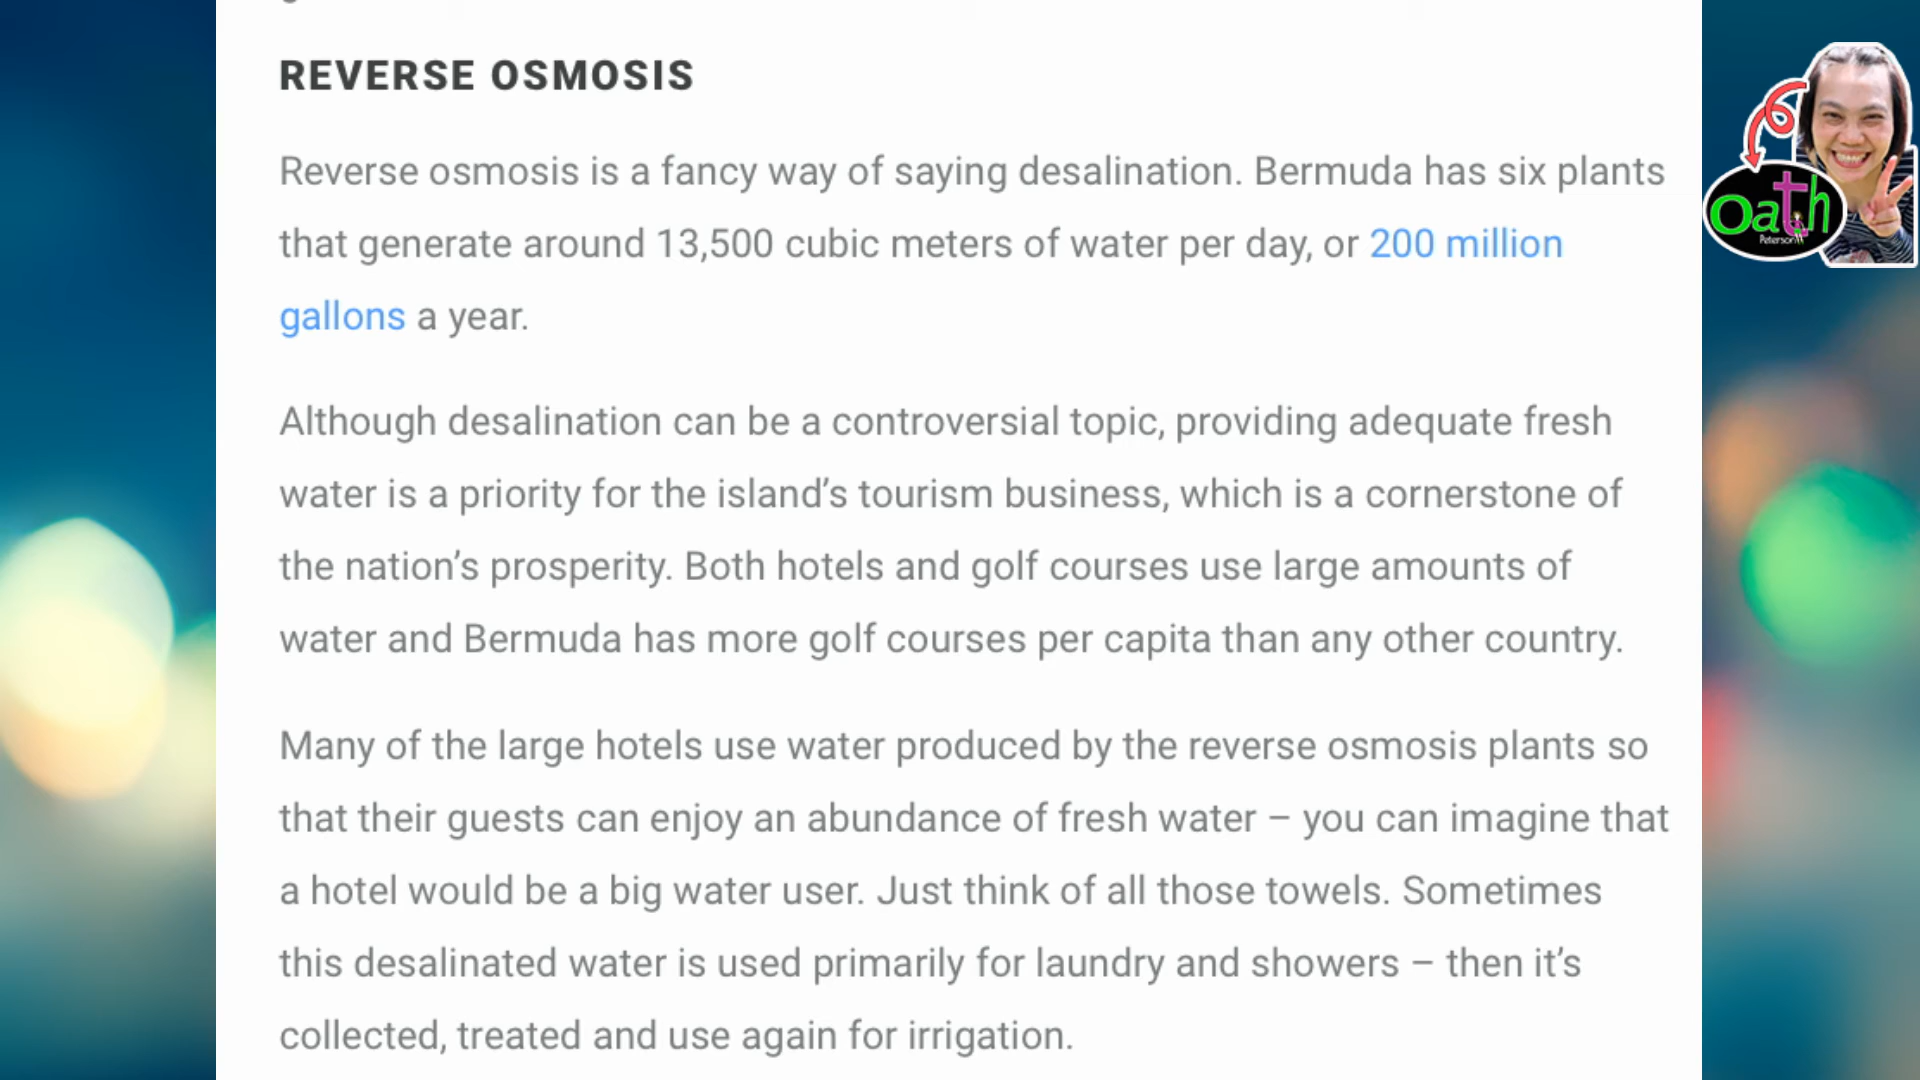 REVERSE OSMOSIS
Reverse osmosis is a fancy way of saying desalination. Bermuda has six plants
that generate around 13,500 cubic meters of water per day, or 200 million
gallons a year.
Although desalination can be a controversial topic, providing adequate fresh
water is a priority for the island’s tourism business, which is a cornerstone of
the nation’s prosperity. Both hotels and golf courses use large amounts of
water and Bermuda has more golf courses per capita than any other country.
Many of the large hotels use water produced by the reverse osmosis plants so
that their guests can enjoy an abundance of fresh water – you can imagine that
a hotel would be a big water user. Just think of all those towels. Sometimes
this desalinated water is used primarily for laundry and showers – then it’s
collected, treated and use again for irrigation.
Oath
Peterson